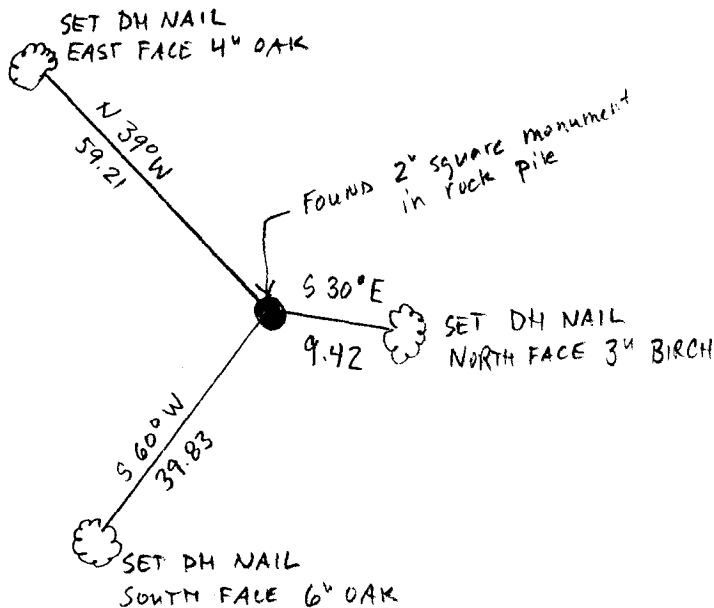 SET DH NAIL
EAST FACE 4" OAK
N 39° W
59.21
FOUND 2" square monument
in rock pile
S 30° E
9.42
SET DH NAIL
NORTH FACE 3" BIRCH
S 60° W
39.83
SET DH NAIL
SOUTH FACE 6" OAK